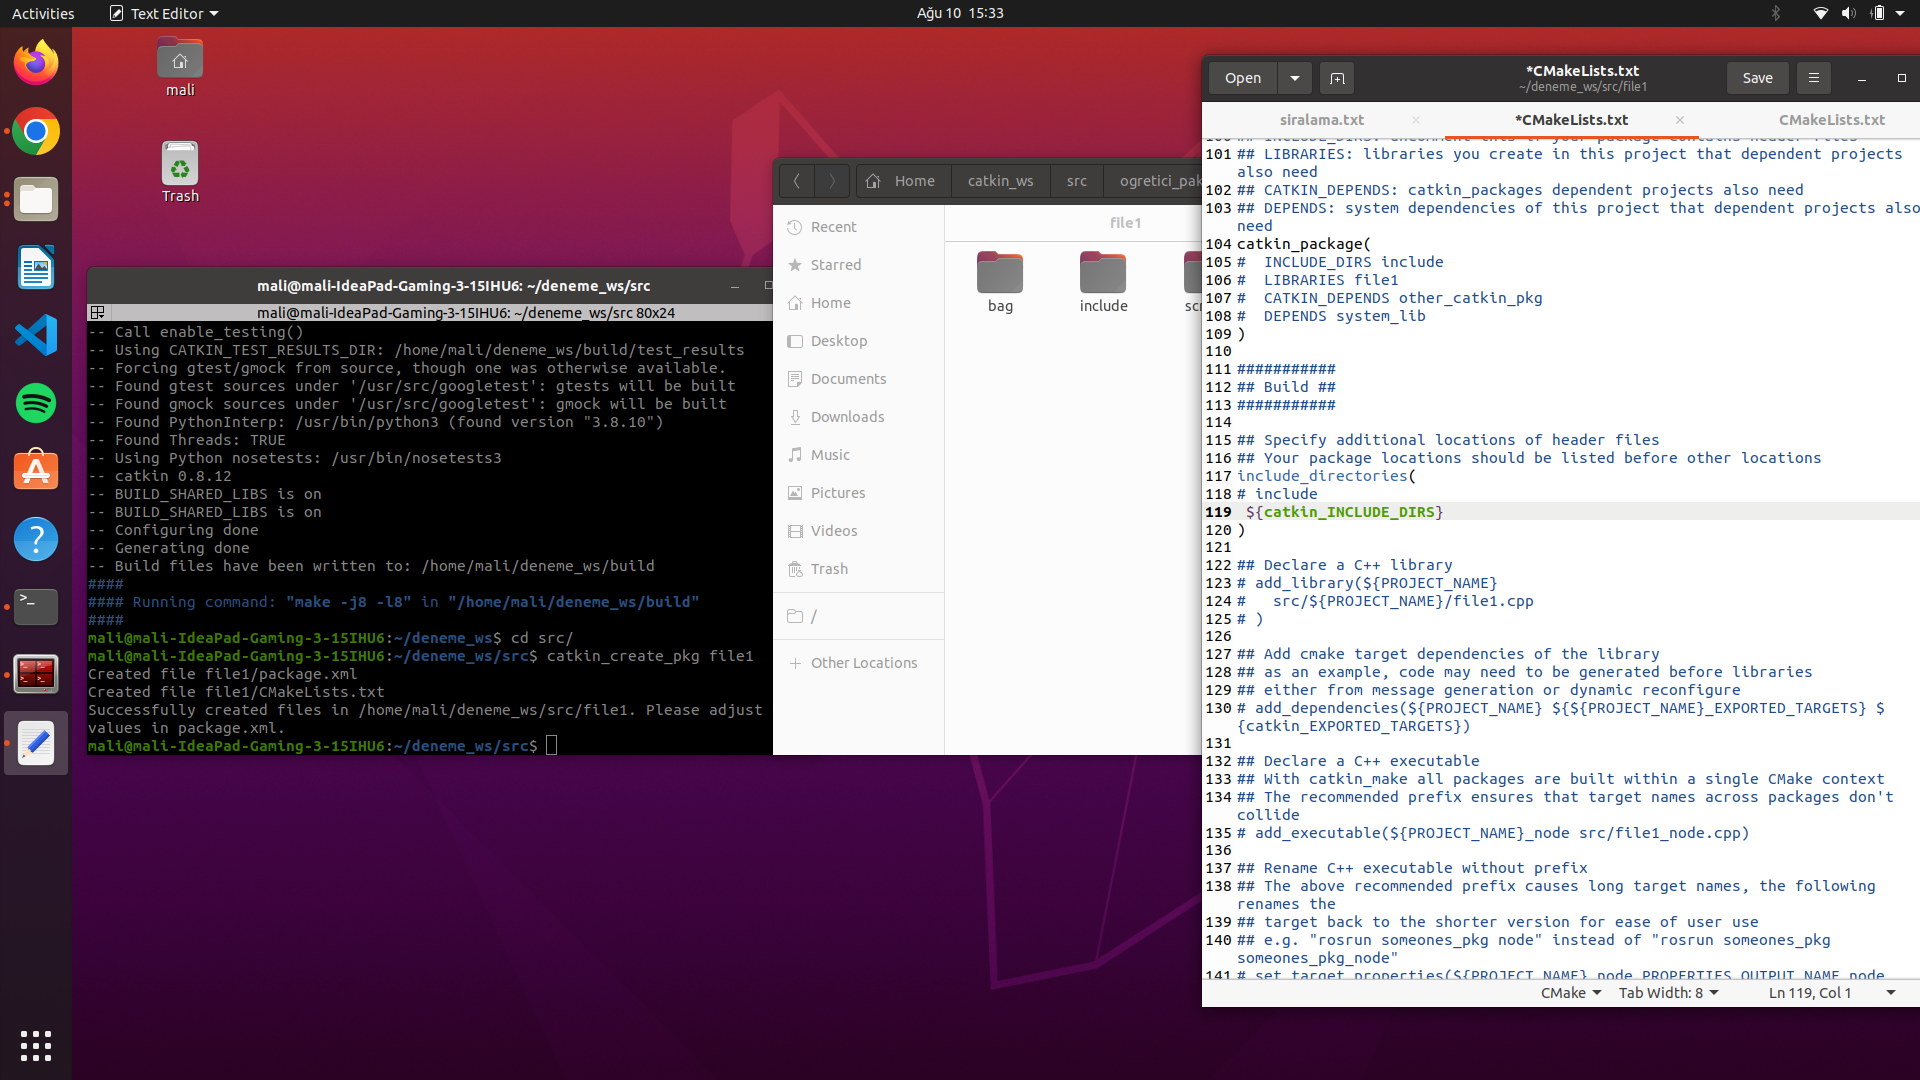 Activities
Text Editor
Ağu 10 15:33
mali
Trash
mali@mali-IdeaPad-Gaming-3-15IHU6: ~/deneme_ws/src
mali@mali-IdeaPad-Gaming-3-15IHU6: ~/deneme_ws/src 80x24
-- Call enable_testing()
-- Using CATKIN_TEST_RESULTS_DIR: /home/mali/deneme_ws/build/test_results
-- Forcing gtest/gmock from source, though one was otherwise available.
-- Found gtest sources under '/usr/src/googletest': gtests will be built
-- Found gmock sources under '/usr/src/googletest': gmock will be built
-- Found PythonInterp: /usr/bin/python3 (found version "3.8.10")
-- Found Threads: TRUE
-- Using Python nosetests: /usr/bin/nosetests3
-- catkin 0.8.12
-- BUILD_SHARED_LIBS is on
-- BUILD_SHARED_LIBS is on
-- Configuring done
-- Generating done
-- Build files have been written to: /home/mali/deneme_ws/build
####
#### Running command: "make -j8 -l8" in "/home/mali/deneme_ws/build"
####
mali@mali-IdeaPad-Gaming-3-15IHU6:~/deneme_ws$ cd src/
mali@mali-IdeaPad-Gaming-3-15IHU6:~/deneme_ws/src$ catkin_create_pkg file1
Created file file1/package.xml
Created file file1/CMakeLists.txt
Successfully created files in /home/mali/deneme_ws/src/file1. Please adjust
values in package.xml.
mali@mali-IdeaPad-Gaming-3-15IHU6:~/deneme_ws/src$
Home
catkin_ws
src
ogretici_pak
Recent
Starred
Home
Desktop
Documents
Downloads
Music
Pictures
Videos
Trash
/
Other Locations
file1
bag
include
scr
Open
*CMakeLists.txt
~/deneme_ws/src/file1
Save
siralama.txt
*CMakeLists.txt
CMakeLists.txt
101 ## LIBRARIES: libraries you create in this project that dependent projects
also need
102 ## CATKIN_DEPENDS: catkin_packages dependent projects also need
103 ## DEPENDS: system dependencies of this project that dependent projects also
need
104 catkin_package(
105 #  INCLUDE_DIRS include
106 #  LIBRARIES file1
107 #  CATKIN_DEPENDS other_catkin_pkg
108 #  DEPENDS system_lib
109 )
110
111 ###########
112 ## Build ##
113 ###########
114
115 ## Specify additional locations of header files
116 ## Your package locations should be listed before other locations
117 include_directories(
118 # include
119  ${catkin_INCLUDE_DIRS}
120 )
121
122 ## Declare a C++ library
123 # add_library(${PROJECT_NAME}
124 #   src/${PROJECT_NAME}/file1.cpp
125 # )
126
127 ## Add cmake target dependencies of the library
128 ## as an example, code may need to be generated before libraries
129 ## either from message generation or dynamic reconfigure
130 # add_dependencies(${PROJECT_NAME} ${${PROJECT_NAME}_EXPORTED_TARGETS} $
{catkin_EXPORTED_TARGETS})
131
132 ## Declare a C++ executable
133 ## With catkin_make all packages are built within a single CMake context
134 ## The recommended prefix ensures that target names across packages don't
collide
135 # add_executable(${PROJECT_NAME}_node src/file1_node.cpp)
136
137 ## Rename C++ executable without prefix
138 ## The above recommended prefix causes long target names, the following
renames the
139 ## target back to the shorter version for ease of user use
140 ## e.g. "rosrun someones_pkg node" instead of "rosrun someones_pkg
someones_pkg_node"
141 # set_target_properties(${PROJECT_NAME}_node PROPERTIES OUTPUT_NAME node
CMake
Tab Width: 8
Ln 119, Col 1